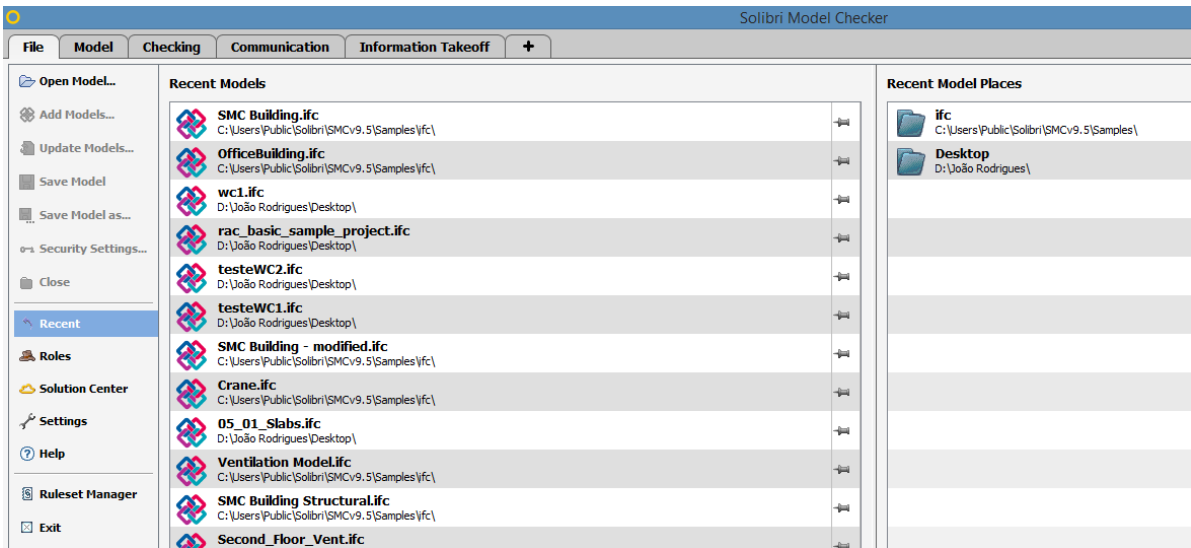 Solibri Model Checker
File Model Checking Communication Information Takeoff +
Open Model...
Add Models...
Update Models...
Save Model
Save Model as...
Security Settings...
Close
Recent
Roles
Solution Center
Settings
Help
Ruleset Manager
Exit
Recent Models
SMC Building.ifc
C:\Users\Public\Solibri\SMCv9.5\Samples\ifc\
OfficeBuilding.ifc
C:\Users\Public\Solibri\SMCv9.5\Samples\ifc\
wc1.ifc
D:\João Rodrigues\Desktop\
rac_basic_sample_project.ifc
D:\João Rodrigues\Desktop\
testeWC2.ifc
D:\João Rodrigues\Desktop\
testeWC1.ifc
D:\João Rodrigues\Desktop\
SMC Building - modified.ifc
C:\Users\Public\Solibri\SMCv9.5\Samples\ifc\
Crane.ifc
C:\Users\Public\Solibri\SMCv9.5\Samples\ifc\
05_01_Slabs.ifc
D:\João Rodrigues\Desktop\
Ventilation Model.ifc
C:\Users\Public\Solibri\SMCv9.5\Samples\ifc\
SMC Building Structural.ifc
C:\Users\Public\Solibri\SMCv9.5\Samples\ifc\
Second_Floor_Vent.ifc
Recent Model Places
ifc
C:\Users\Public\Solibri\SMCv9.5\Samples\
Desktop
D:\João Rodrigues\